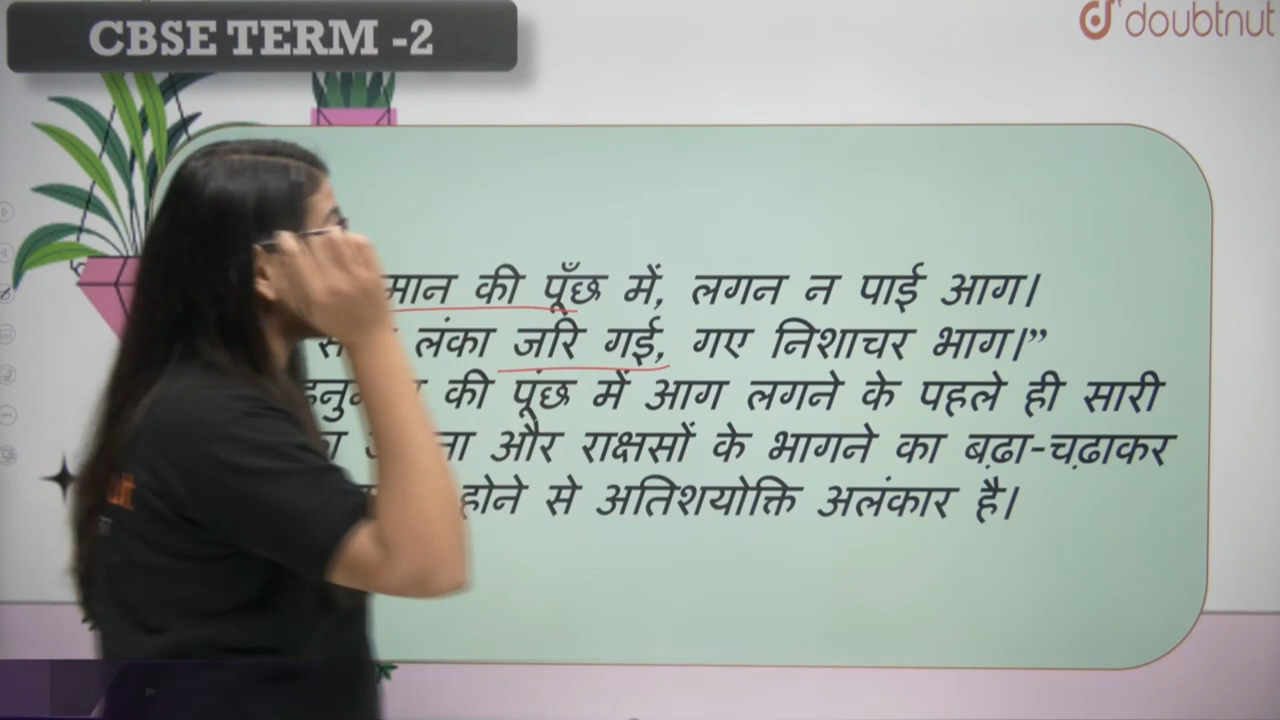 CBSE TERM -2
doubtnut
की पूँछ में, लगन न पाई आग।
लंका जरि गई, गए निशाचर भाग।”
की पूंछ में आग लगने के पहले ही सारी
और राक्षसों के भागने का बढ़ा-चढ़ाकर
होने से अतिशयोक्ति अलंकार है।